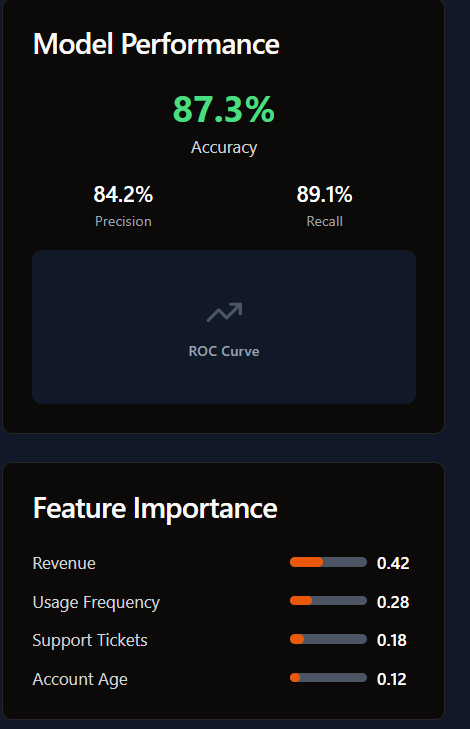 Model Performance
87.3%
Accuracy
84.2% 89.1%
Precision Recall
ROC Curve
Feature Importance
Revenue 0.42
Usage Frequency 0.28
Support Tickets 0.18
Account Age 0.12